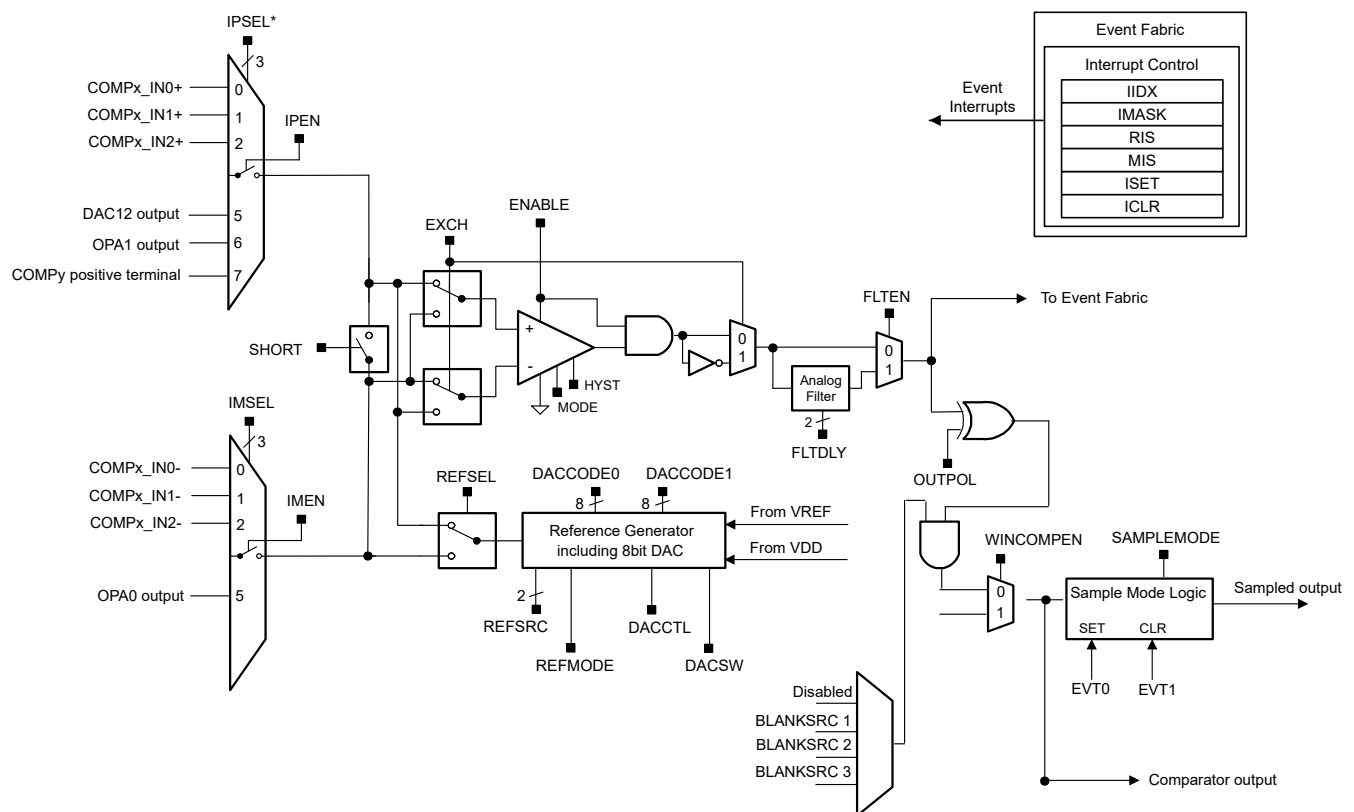 IPSEL*
3
COMPx_IN0+
0
COMPx_IN1+
1
COMPx_IN2+
2
IPEN
DAC12 output
5
OPA1 output
6
COMPy positive terminal
7
SHORT
IMSEL
3
COMPx_IN0-
0
COMPx_IN1-
1
COMPx_IN2-
2
IMEN
OPA0 output
5
EXCH
ENABLE
+
-
HYST
MODE
0
1
Analog
Filter
2
FLTDLY
FLTEN
0
1
To Event Fabric
OUTPOL
REFSEL
DACCODE0
DACCODE1
8
8
Reference Generator
including 8bit DAC
From VREF
From VDD
2
REFSRC
REFMODE
DACCTL
DACSW
Disabled
BLANKSRC 1
BLANKSRC 2
BLANKSRC 3
WINCOMPEN
0
1
SAMPLEMODE
Sample Mode Logic
SET
CLR
EVT0
EVT1
Sampled output
Comparator output
Event Fabric
Interrupt Control
IIDX
IMASK
RIS
MIS
ISET
ICLR
Event
Interrupts